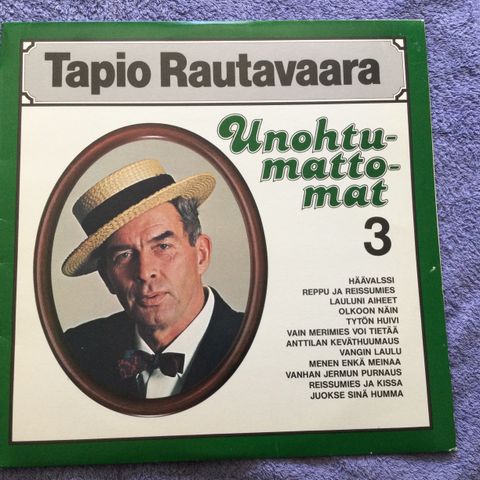 Tapio Rautavaara
Unohtu-
matto-
mat
3
HÄÄVALSSI
REPPU JA REISSUMIES
LAULUNI AIHEET
OLKOON NÄIN
TYTÖN HUIVI
VAIN MERIMIES VOI TIETÄÄ
ANTTILAN KEVÄTHUUMAUS
VANGIN LAULU
MENEN ENKÄ MEINAA
VANHAN JERMUN PURNAUS
REISSUMIES JA KISSA
JUOKSE SINÄ HUMMA